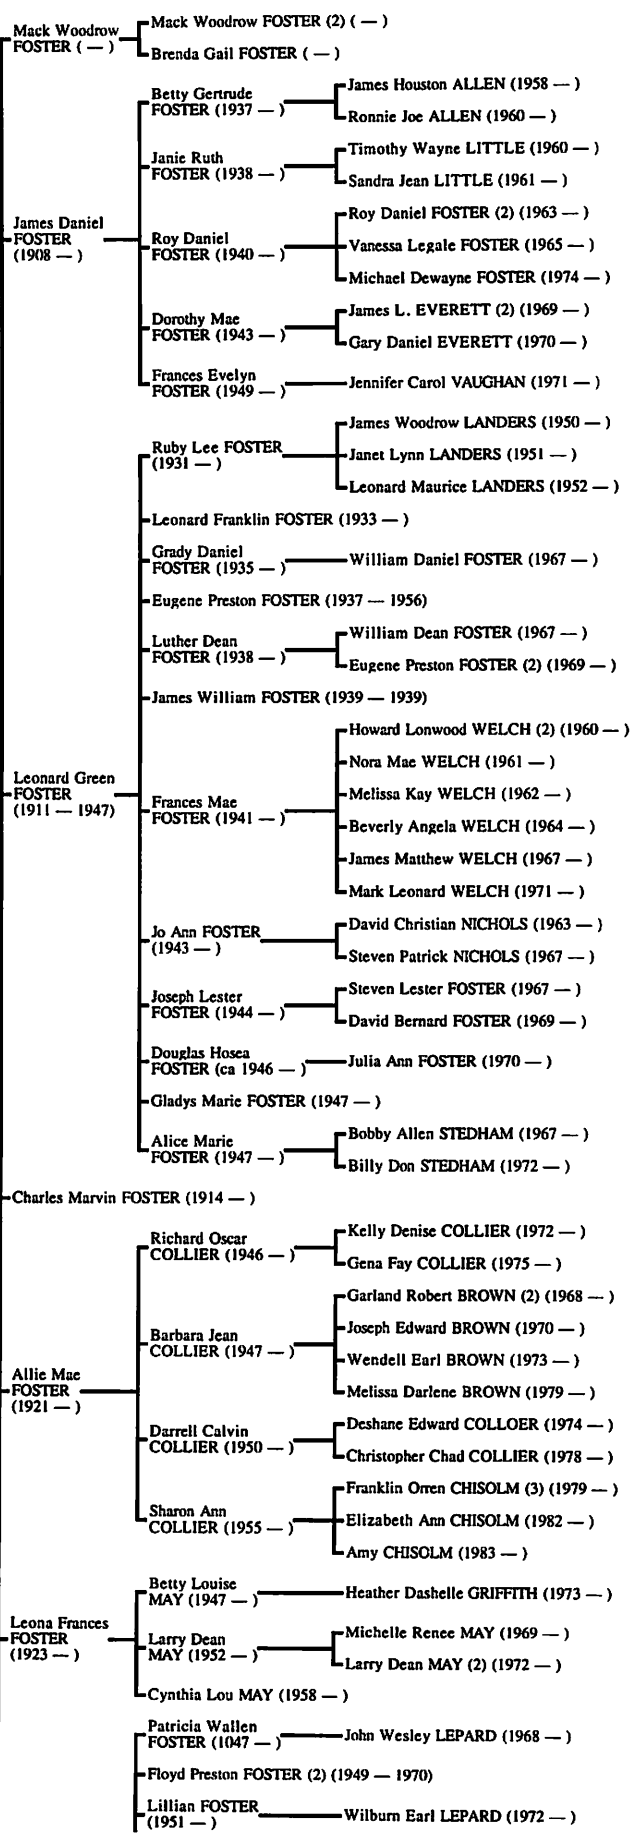 Mack Woodrow
FOSTER ( — )
Mack Woodrow FOSTER (2) ( — )
Brenda Gail FOSTER ( — )
James Daniel
FOSTER
(1908 — )
Betty Gertrude
FOSTER (1937 — )
James Houston ALLEN (1958 — )
Ronnie Joe ALLEN (1960 — )
Janie Ruth
FOSTER (1938 — )
Timothy Wayne LITTLE (1960 — )
Sandra Jean LITTLE (1961 — )
Roy Daniel
FOSTER (1940 — )
Roy Daniel FOSTER (2) (1963 — )
Vanessa Legale FOSTER (1965 — )
Michael Dewayne FOSTER (1974 — )
Dorothy Mae
FOSTER (1943 — )
James L. EVERETT (2) (1969 — )
Gary Daniel EVERETT (1970 — )
Frances Evelyn
FOSTER (1949 — )
Jennifer Carol VAUGHAN (1971 — )
Leonard Green
FOSTER
(1911 — 1947)
Ruby Lee FOSTER
(1931 — )
James Woodrow LANDERS (1950 — )
Janet Lynn LANDERS (1951 — )
Leonard Maurice LANDERS (1952 — )
Leonard Franklin FOSTER (1933 — )
Grady Daniel
FOSTER (1935 — )
William Daniel FOSTER (1967 — )
Eugene Preston FOSTER (1937 — 1956)
Luther Dean
FOSTER (1938 — )
William Dean FOSTER (1967 — )
Eugene Preston FOSTER (2) (1969 — )
James William FOSTER (1939 — 1939)
Frances Mae
FOSTER (1941 — )
Howard Lonwood WELCH (2) (1960 — )
Nora Mae WELCH (1961 — )
Melissa Kay WELCH (1962 — )
Beverly Angela WELCH (1964 — )
James Matthew WELCH (1967 — )
Mark Leonard WELCH (1971 — )
Jo Ann FOSTER
(1943 — )
David Christian NICHOLS (1963 — )
Steven Patrick NICHOLS (1967 — )
Joseph Lester
FOSTER (1944 — )
Steven Lester FOSTER (1967 — )
David Bernard FOSTER (1969 — )
Douglas Hosea
FOSTER (ca 1946 — )
Julia Ann FOSTER (1970 — )
Gladys Marie FOSTER (1947 — )
Alice Marie
FOSTER (1947 — )
Bobby Allen STEDHAM (1967 — )
Billy Don STEDHAM (1972 — )
Charles Marvin FOSTER (1914 — )
Allie Mae
FOSTER
(1921 — )
Richard Oscar
COLLIER (1946 — )
Kelly Denise COLLIER (1972 — )
Gena Fay COLLIER (1975 — )
Barbara Jean
COLLIER (1947 — )
Garland Robert BROWN (2) (1968 — )
Joseph Edward BROWN (1970 — )
Wendell Earl BROWN (1973 — )
Melissa Darlene BROWN (1979 — )
Darrell Calvin
COLLIER (1950 — )
Deshane Edward COLLOER (1974 — )
Christopher Chad COLLIER (1978 — )
Sharon Ann
COLLIER (1955 — )
Franklin Orren CHISOLM (3) (1979 — )
Elizabeth Ann CHISOLM (1982 — )
Amy CHISOLM (1983 — )
Leona Frances
FOSTER
(1923 — )
Betty Louise
MAY (1947 — )
Heather Dashelle GRIFFITH (1973 — )
Larry Dean
MAY (1952 — )
Michelle Renee MAY (1969 — )
Larry Dean MAY (2) (1972 — )
Cynthia Lou MAY (1958 — )
Patricia Wallen
FOSTER (1047 — )
John Wesley LEPARD (1968 — )
Floyd Preston FOSTER (2) (1949 — 1970)
Lillian FOSTER
(1951 — )
Wilburn Earl LEPARD (1972 — )